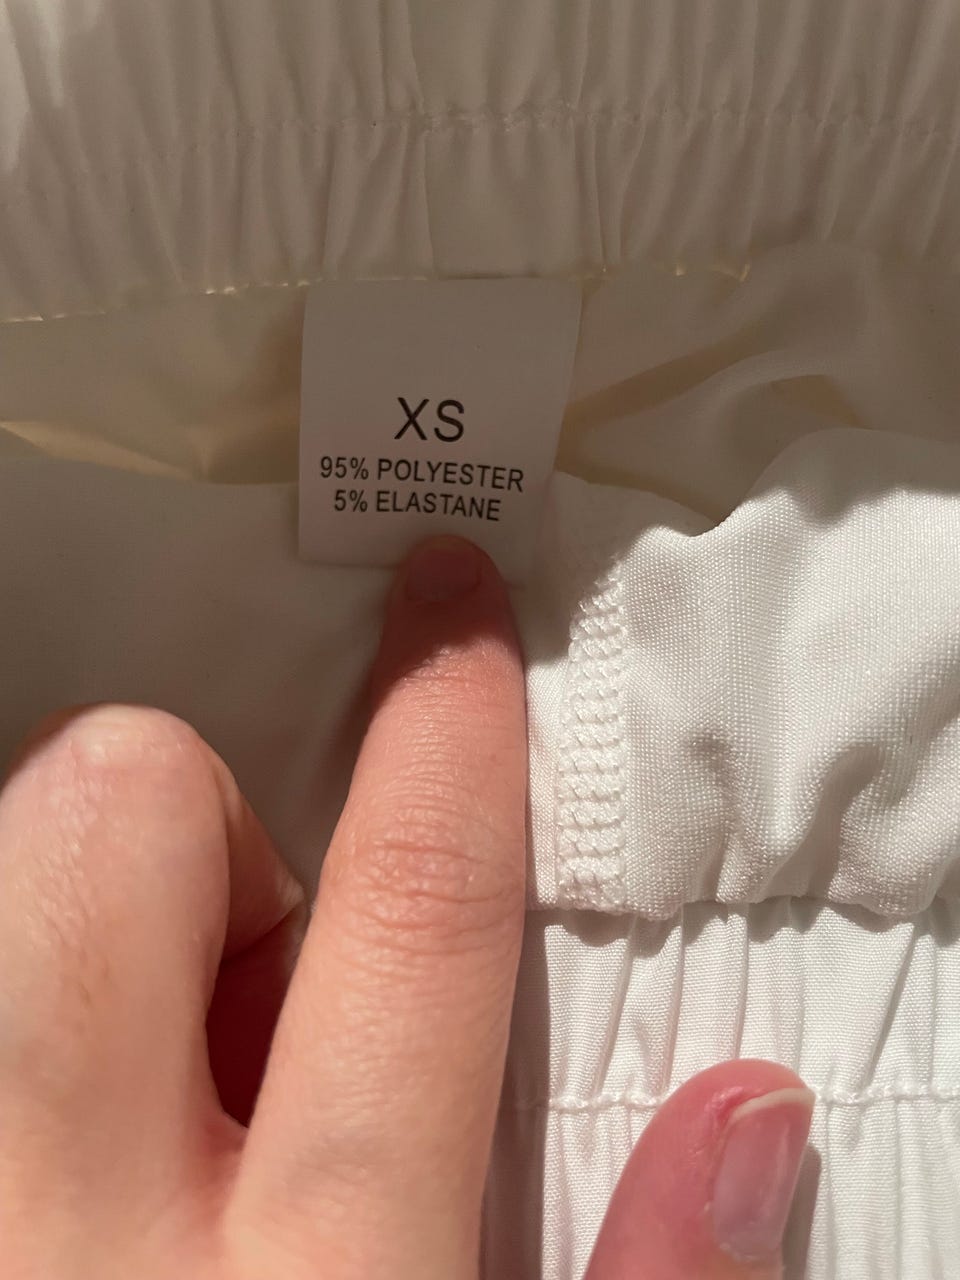 XS
95% POLYESTER
5% ELASTANE